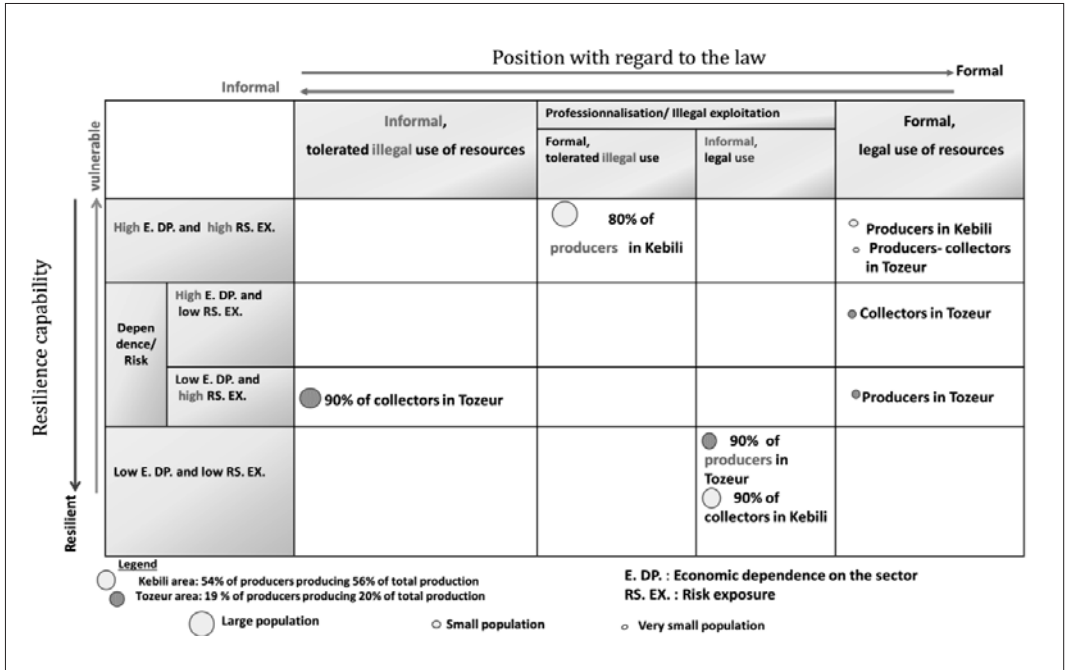 Position with regard to the law
Formal
Informal
Informal,
tolerated illegal use of resources
Professionnalisation/ Illegal exploitation
Formal,
tolerated illegal use
Informal,
legal use
Formal,
legal use of resources
vulnerable
Resilience capability
Resilient
High E. DP. and high RS. EX.
80% of
producers in Kebili
Producers in Kebili
Producers- collectors
in Tozeur
Depen
dence/
Risk
High E. DP. and
low RS. EX.
Collectors in Tozeur
Low E. DP. and
high RS. EX.
90% of collectors in Tozeur
Producers in Tozeur
Low E. DP. and low RS. EX.
90% of
producers in
Tozeur
90% of
collectors in Kebili
Legend
Kebili area: 54% of producers producing 56% of total production
Tozeur area: 19 % of producers producing 20% of total production
Large population
Small population
Very small population
E. DP. : Economic dependence on the sector
RS. EX. : Risk exposure